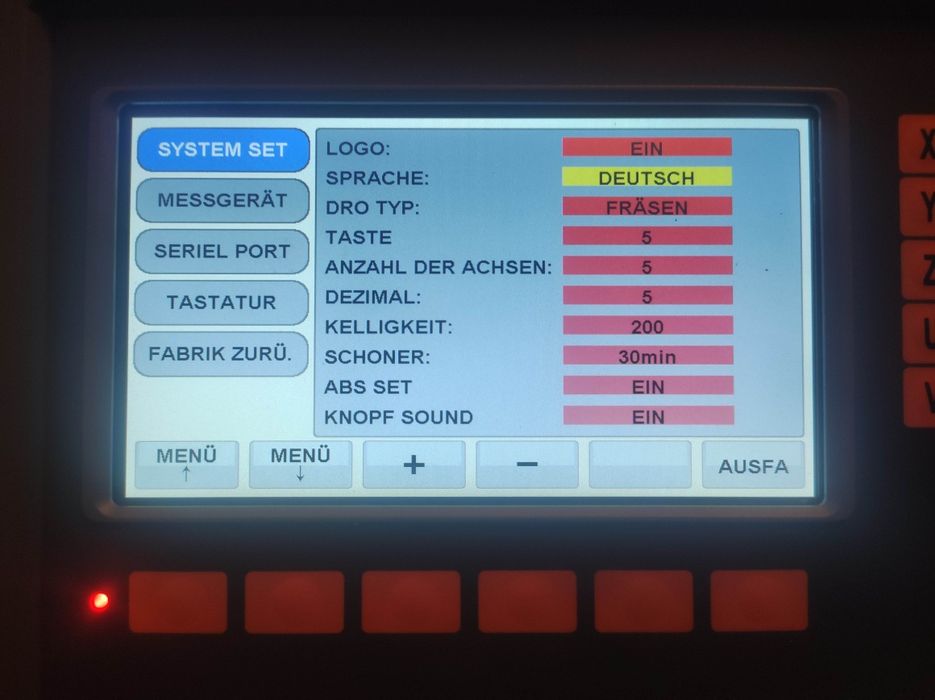 SYSTEM SET
MESSGERÄT
SERIEL PORT
TASTATUR
FABRIK ZURÜ.
LOGO: EIN
SPRACHE: DEUTSCH
DRO TYP: FRÄSEN
TASTE 5
ANZAHL DER ACHSEN: 5
DEZIMAL: 5
KELLIGKEIT: 200
SCHONER: 30min
ABS SET EIN
KNOPF SOUND EIN
MENÜ ↑ MENÜ ↓ + − AUSFA
X
Y
Z
U